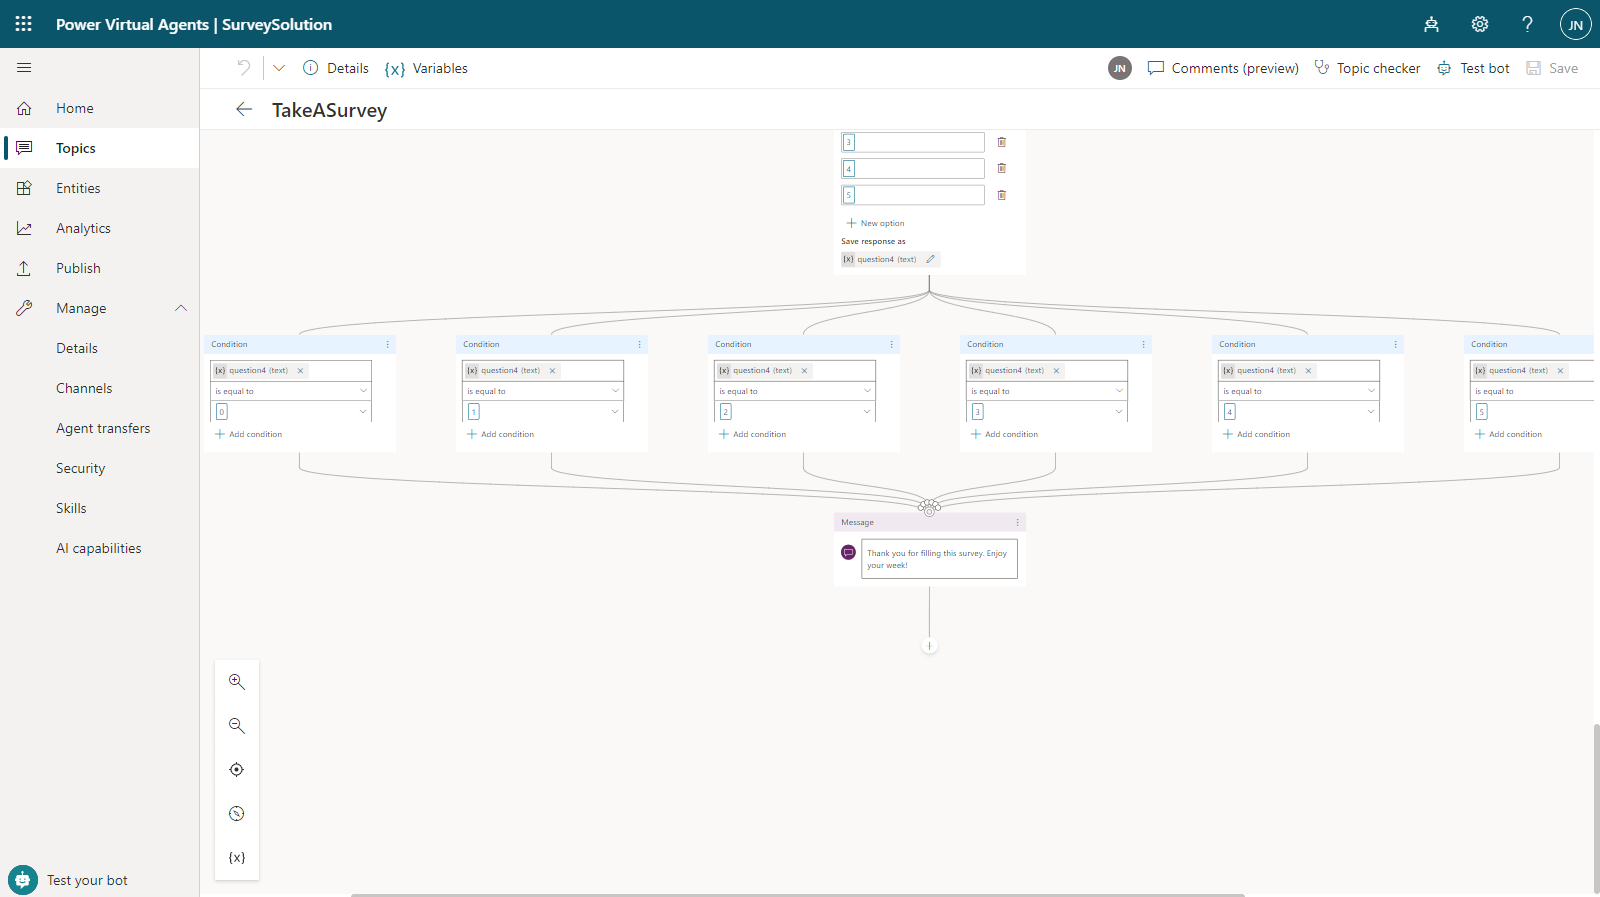 Power Virtual Agents | SurveySolution
JN
Details
{x} Variables
JN
Comments (preview)
Topic checker
Test bot
Save
TakeASurvey
Home
Topics
Entities
Analytics
Publish
Manage
Details
Channels
Agent transfers
Security
Skills
AI capabilities
Test your bot
3
4
5
New option
Save response as
{x} question4 (text)
Condition
{x} question4 (text)
is equal to
0
Add condition
Condition
{x} question4 (text)
is equal to
1
Add condition
Condition
{x} question4 (text)
is equal to
2
Add condition
Condition
{x} question4 (text)
is equal to
3
Add condition
Condition
{x} question4 (text)
is equal to
4
Add condition
Condition
{x} question4 (text)
is equal to
5
Add condition
Message
Thank you for filling this survey. Enjoy
your week!
{x}